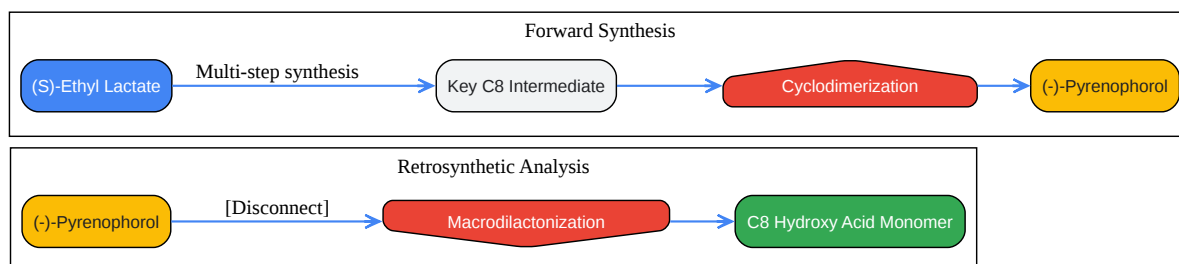 Forward Synthesis
(S)-Ethyl Lactate
Multi-step synthesis
Key C8 Intermediate
Cyclodimerization
(-)-Pyrenophorol
Retrosynthetic Analysis
(-)-Pyrenophorol
[Disconnect]
Macrodilactonization
C8 Hydroxy Acid Monomer